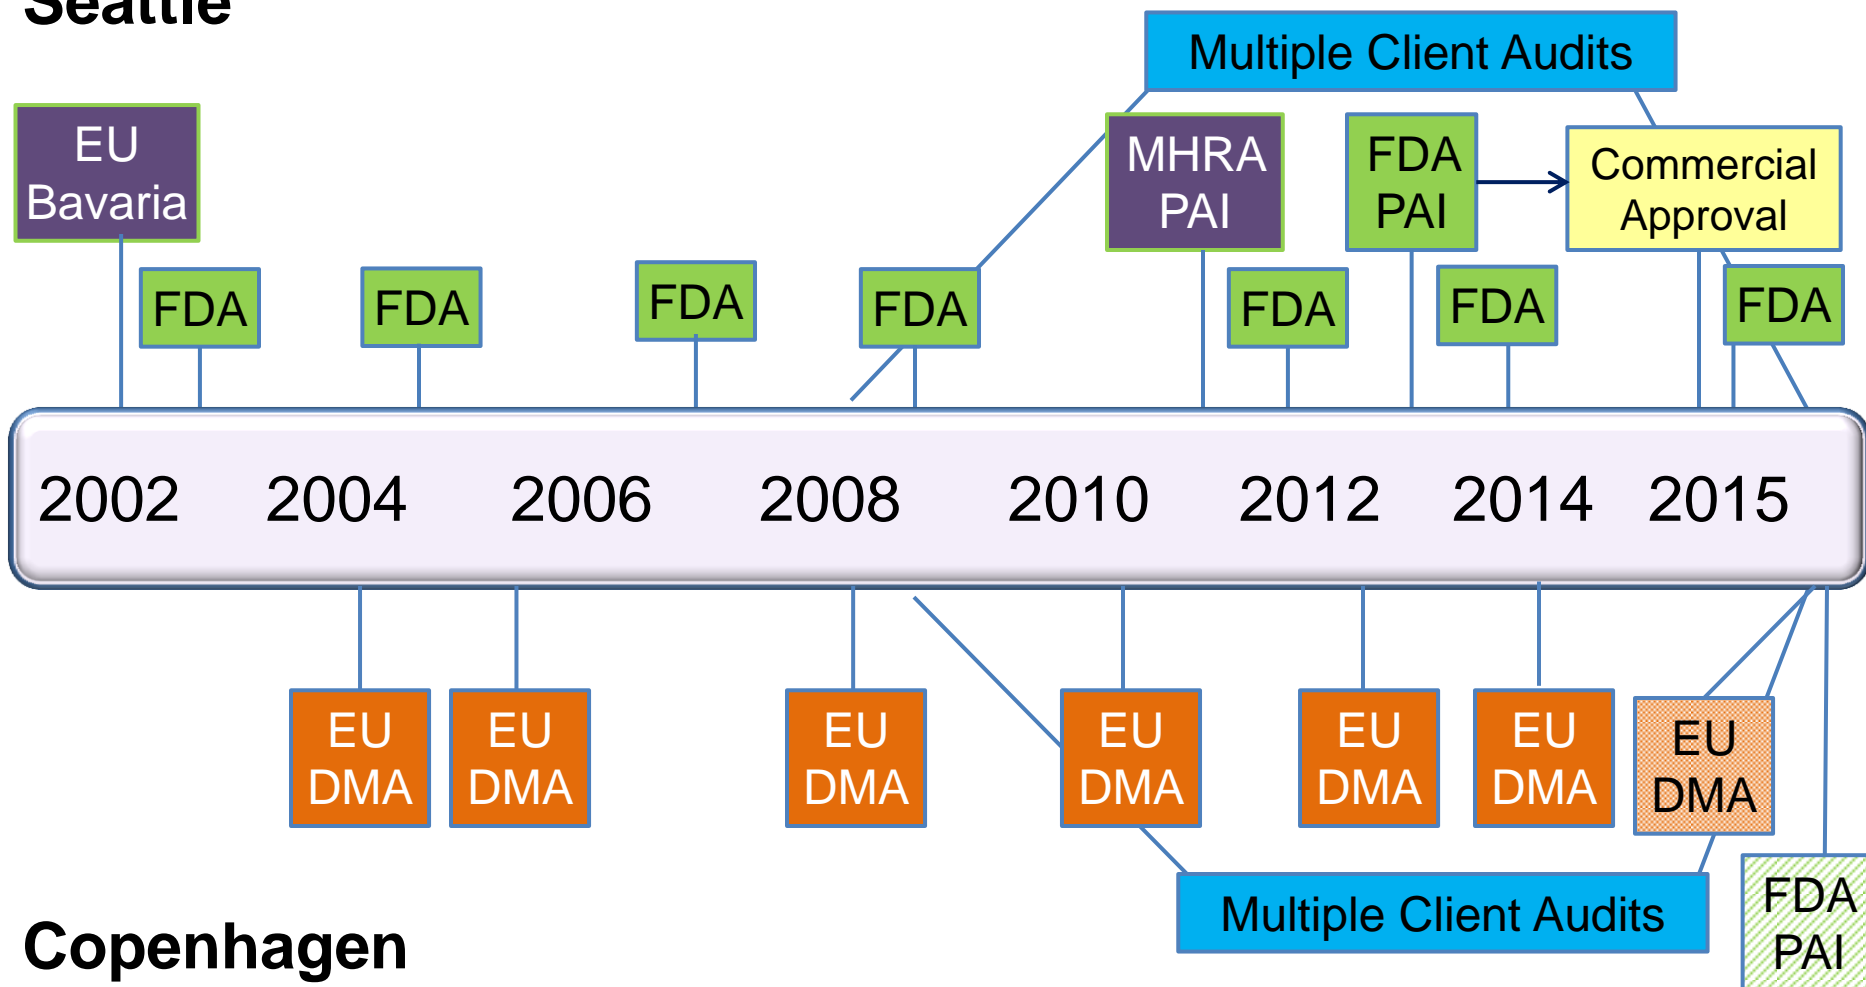 Seattle
Multiple Client Audits
EU
Bavaria
MHRA
PAI
FDA
PAI
Commercial
Approval
FDA
FDA
FDA
FDA
FDA
FDA
FDA
2002 2004 2006 2008 2010 2012 2014 2015
EU
DMA
EU
DMA
EU
DMA
EU
DMA
EU
DMA
EU
DMA
EU
DMA
Multiple Client Audits
FDA
PAI
Copenhagen